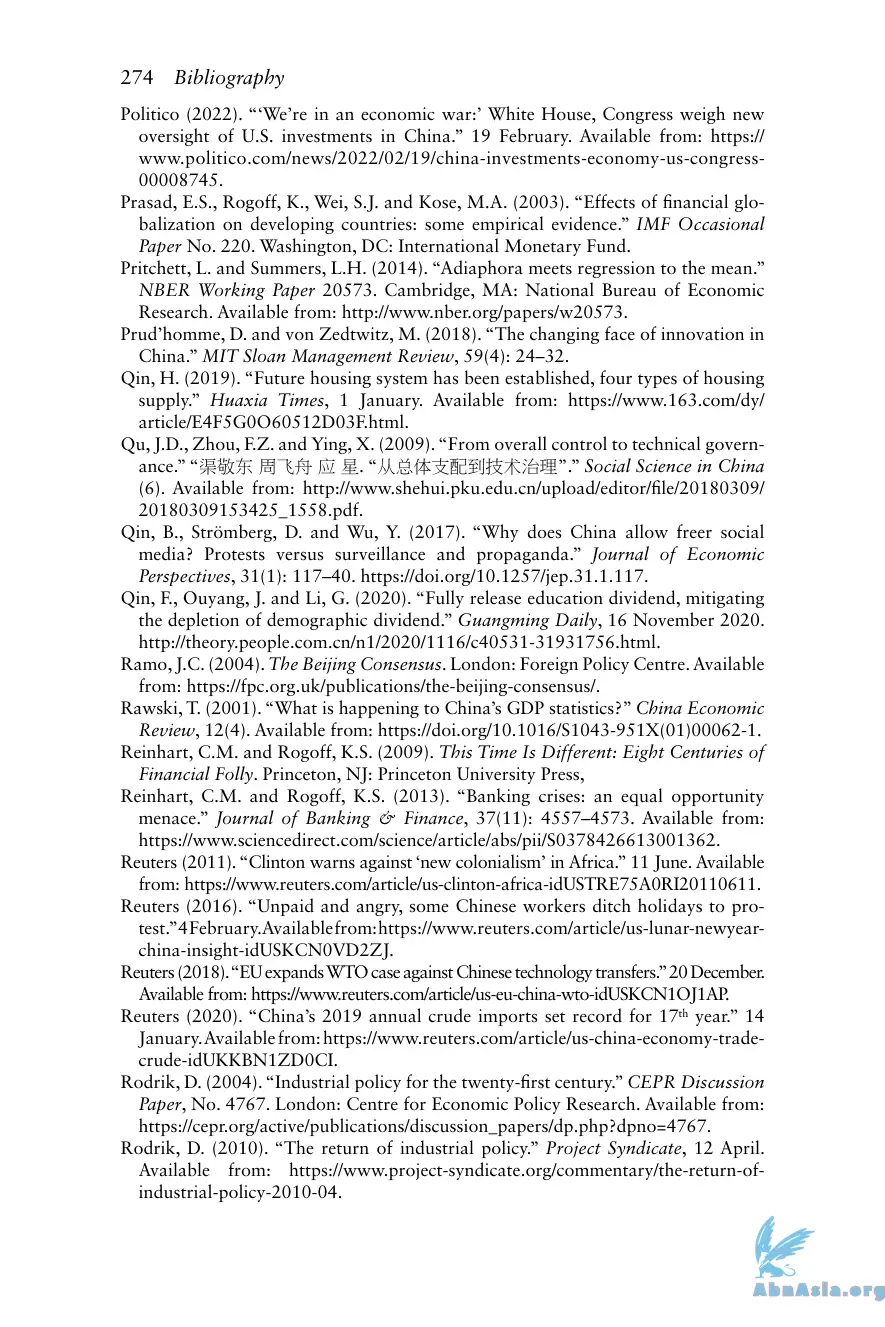 274 Bibliography
Politico (2022). “‘We’re in an economic war:’ White House, Congress weigh new
oversight of U.S. investments in China.” 19 February. Available from: https://
www.politico.com/news/2022/02/19/china-investments-economy-us-congress-
00008745.
Prasad, E.S., Rogoff, K., Wei, S.J. and Kose, M.A. (2003). “Effects of financial glo-
balization on developing countries: some empirical evidence.” IMF Occasional
Paper No. 220. Washington, DC: International Monetary Fund.
Pritchett, L. and Summers, L.H. (2014). “Adiaphora meets regression to the mean.”
NBER Working Paper 20573. Cambridge, MA: National Bureau of Economic
Research. Available from: http://www.nber.org/papers/w20573.
Prud’homme, D. and von Zedtwitz, M. (2018). “The changing face of innovation in
China.” MIT Sloan Management Review, 59(4): 24–32.
Qin, H. (2019). “Future housing system has been established, four types of housing
supply.” Huaxia Times, 1 January. Available from: https://www.163.com/dy/
article/E4F5G0O60512D03F.html.
Qu, J.D., Zhou, F.Z. and Ying, X. (2009). “From overall control to technical govern-
ance.” “渠敬东 周飞舟 应 星. “从总体支配到技术治理”.” Social Science in China
(6). Available from: http://www.shehui.pku.edu.cn/upload/editor/file/20180309/
20180309153425_1558.pdf.
Qin, B., Strömberg, D. and Wu, Y. (2017). “Why does China allow freer social
media? Protests versus surveillance and propaganda.” Journal of Economic
Perspectives, 31(1): 117–40. https://doi.org/10.1257/jep.31.1.117.
Qin, F., Ouyang, J. and Li, G. (2020). “Fully release education dividend, mitigating
the depletion of demographic dividend.” Guangming Daily, 16 November 2020.
http://theory.people.com.cn/n1/2020/1116/c40531-31931756.html.
Ramo, J.C. (2004). The Beijing Consensus. London: Foreign Policy Centre. Available
from: https://fpc.org.uk/publications/the-beijing-consensus/.
Rawski, T. (2001). “What is happening to China’s GDP statistics?” China Economic
Review, 12(4). Available from: https://doi.org/10.1016/S1043-951X(01)00062-1.
Reinhart, C.M. and Rogoff, K.S. (2009). This Time Is Different: Eight Centuries of
Financial Folly. Princeton, NJ: Princeton University Press,
Reinhart, C.M. and Rogoff, K.S. (2013). “Banking crises: an equal opportunity
menace.” Journal of Banking & Finance, 37(11): 4557–4573. Available from:
https://www.sciencedirect.com/science/article/abs/pii/S0378426613001362.
Reuters (2011). “Clinton warns against ‘new colonialism’ in Africa.” 11 June. Available
from: https://www.reuters.com/article/us-clinton-africa-idUSTRE75A0RI20110611.
Reuters (2016). “Unpaid and angry, some Chinese workers ditch holidays to pro-
test.” 4 February. Available from: https://www.reuters.com/article/us-lunar-newyear-
china-insight-idUSKCN0VD2ZJ.
Reuters (2018). “EU expands WTO case against Chinese technology transfers.” 20 December.
Available from: https://www.reuters.com/article/us-eu-china-wto-idUSKCN1OJ1AP.
Reuters (2020). “China’s 2019 annual crude imports set record for 17th year.” 14
January. Available from: https://www.reuters.com/article/us-china-economy-trade-
crude-idUKKBN1ZD0CI.
Rodrik, D. (2004). “Industrial policy for the twenty-first century.” CEPR Discussion
Paper, No. 4767. London: Centre for Economic Policy Research. Available from:
https://cepr.org/active/publications/discussion_papers/dp.php?dpno=4767.
Rodrik, D. (2010). “The return of industrial policy.” Project Syndicate, 12 April.
Available from: https://www.project-syndicate.org/commentary/the-return-of-
industrial-policy-2010-04.
AbnAsia.org